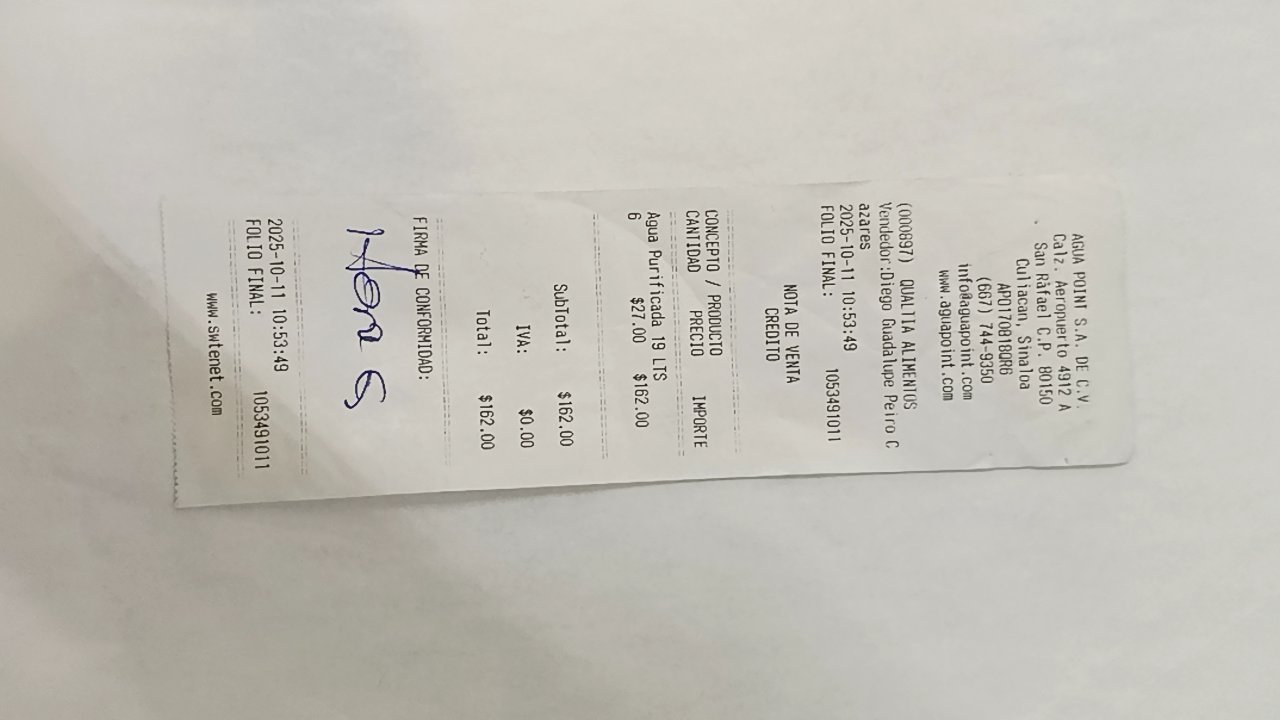 AGUA POINT S.A. DE C.V.
Calz. Aeropuerto 4912 A
San Rafael C.P. 80150
Culiacan, Sinaloa
APO170818QR6
(667) 744-9350
info@aguapoint.com
www.aguapoint.com
(000897) QUALTIA ALIMENTOS
Vendedor:Diego Guadalupe Peiro C
azares
2025-10-11 10:53:49
FOLIO FINAL: 1053491011
NOTA DE VENTA
CREDITO
CONCEPTO / PRODUCTO
CANTIDAD PRECIO IMPORTE
Agua Purificada 19 LTS
6 $27.00 $162.00
SubTotal: $162.00
IVA: $0.00
Total: $162.00
FIRMA DE CONFORMIDAD:
2025-10-11 10:53:49
FOLIO FINAL: 1053491011
www.swtenet.com